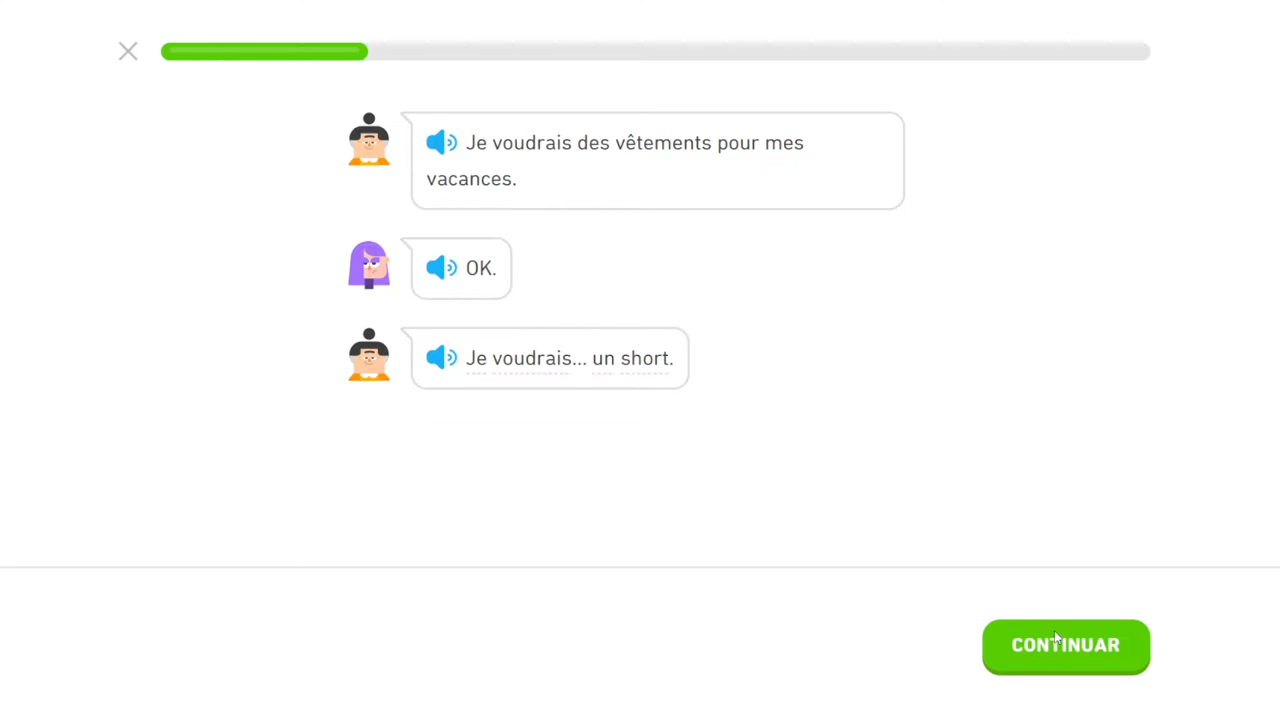 Je voudrais des vêtements pour mes
vacances.
OK.
Je voudrais... un short.
CONTINUAR